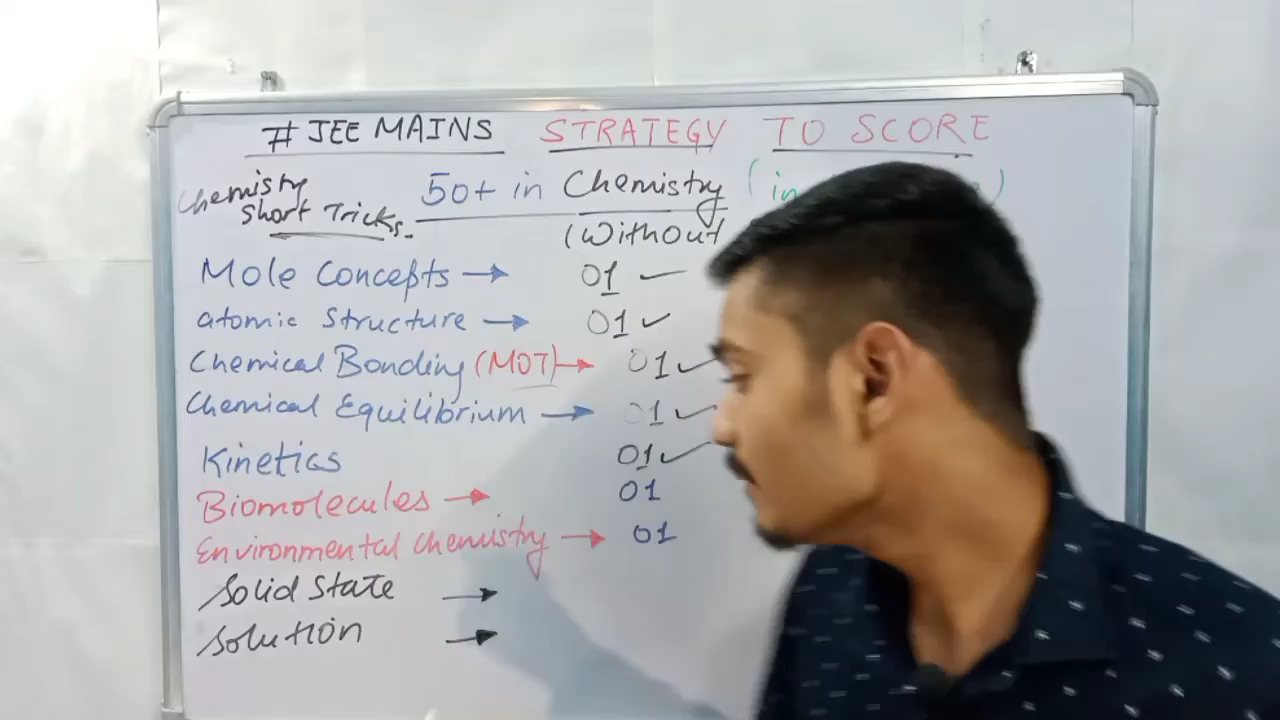 # JEE MAINS STRATEGY TO SCORE
Chemistry
Short Tricks.
50+ in Chemistry (in
(Without
Mole Concepts → 01 ✓
atomic Structure → 01 ✓
Chemical Bonding (MOT) → 01 ✓
Chemical Equilibrium → 01 ✓
Kinetics 01 ✓
Biomolecules → 01
Environmental chemistry → 01
Solid State →
Solution →